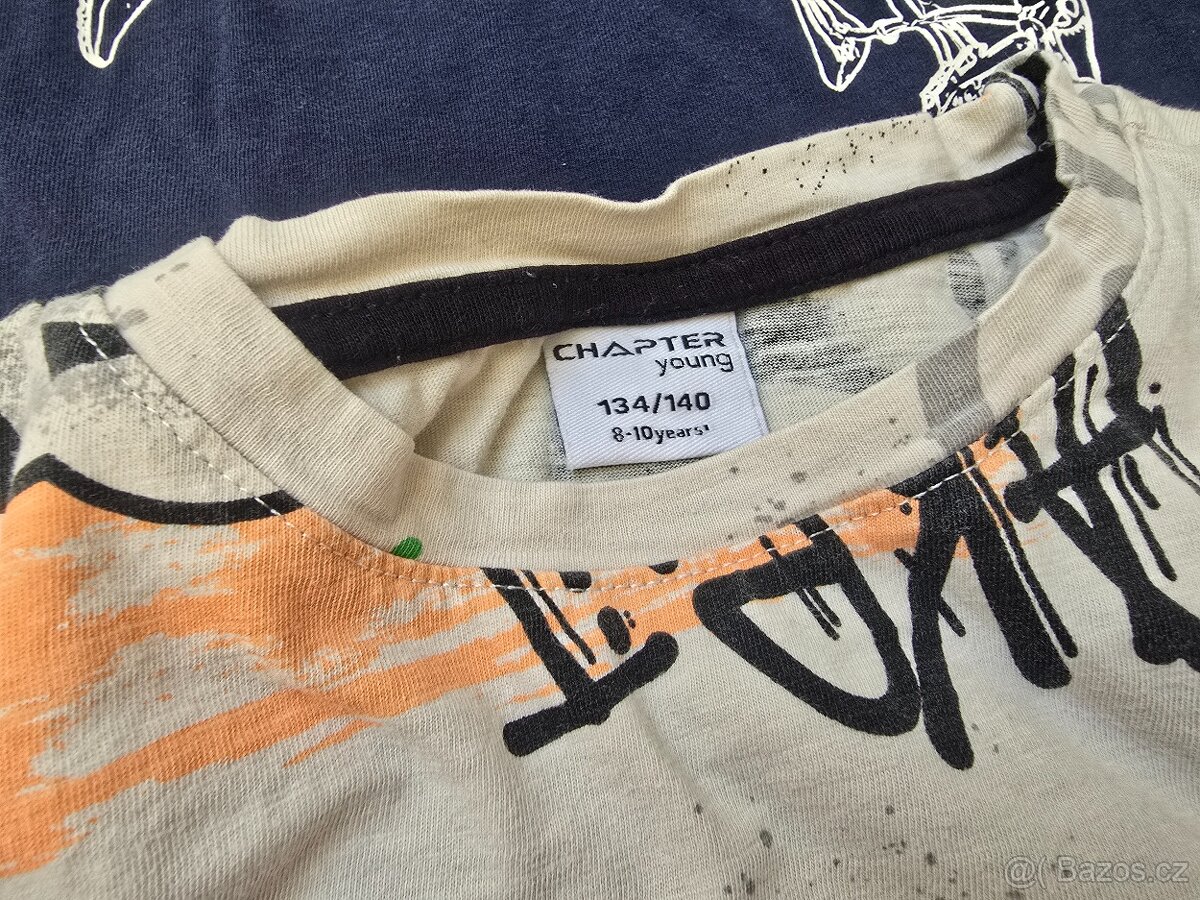 CHAPTER
young
134/140
8-10years
@( Bazos.cz